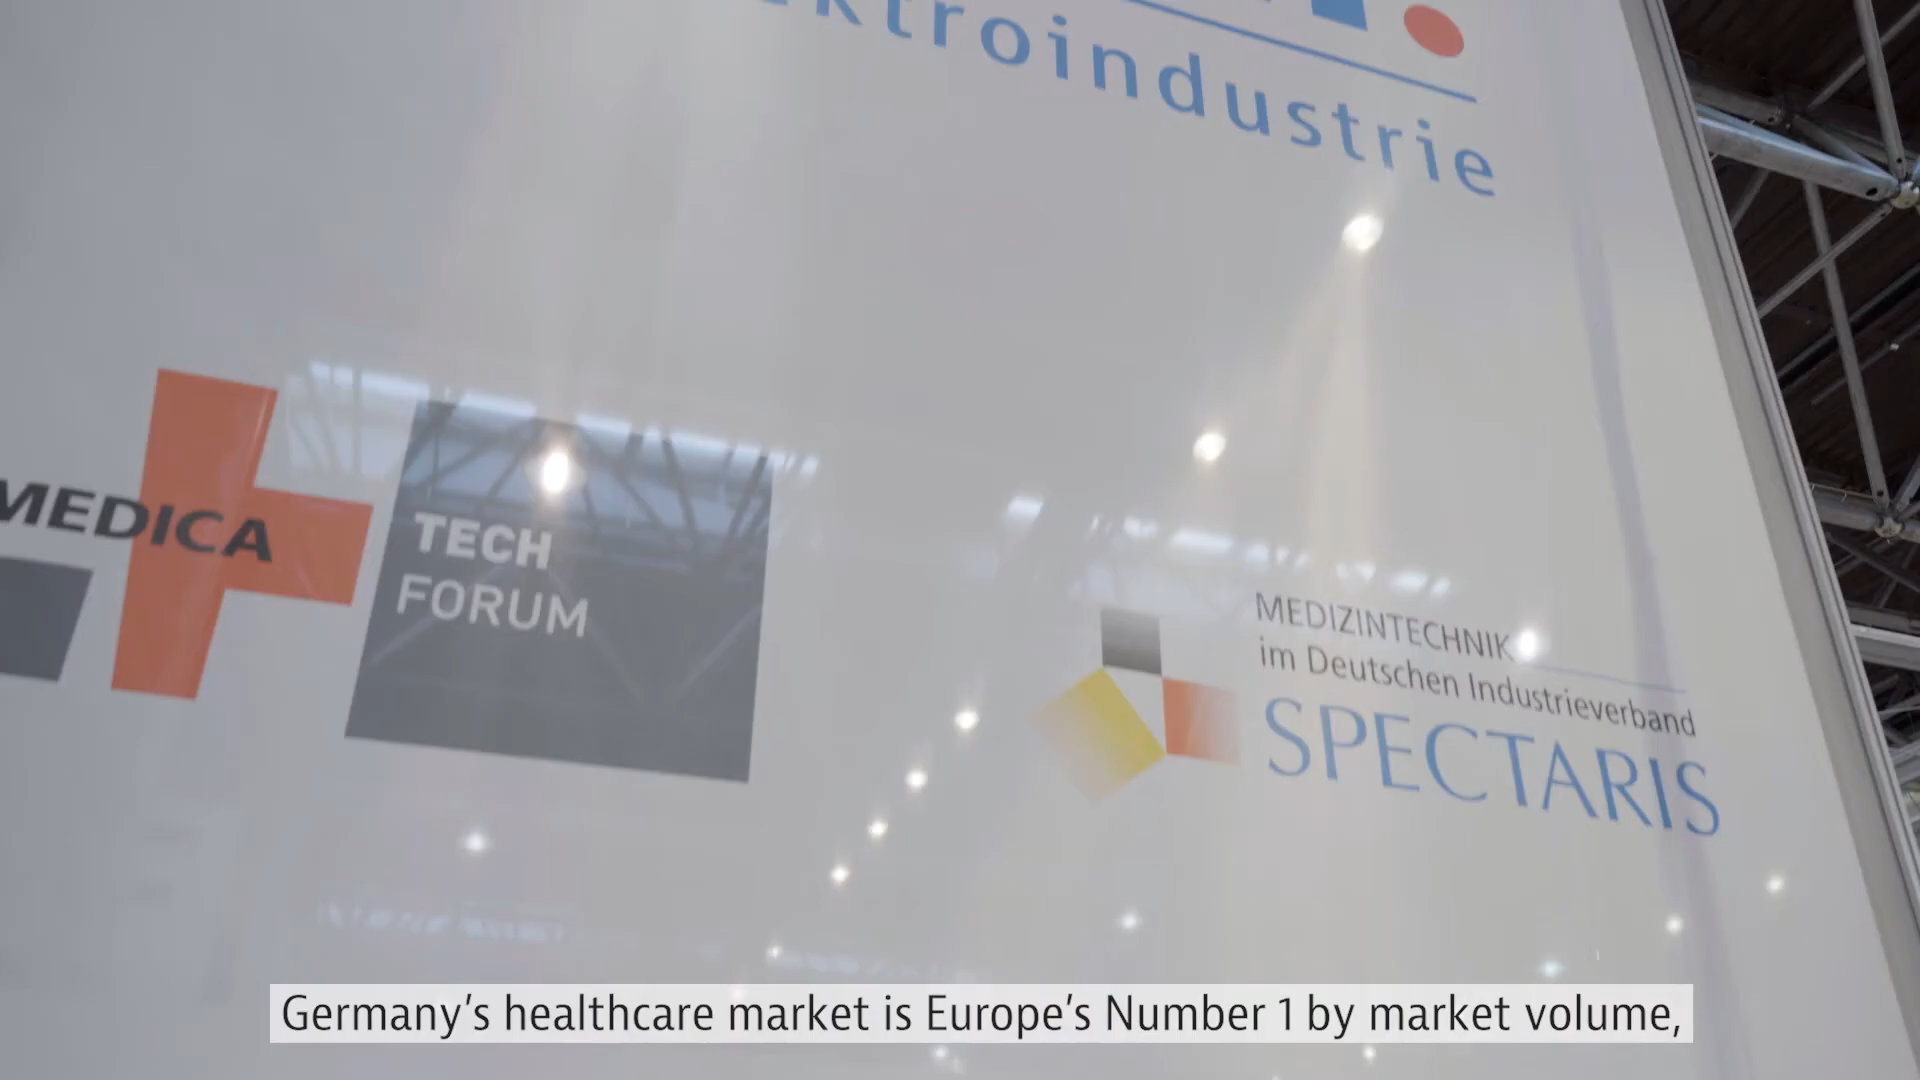 ktroindustrie
MEDICA
TECH
FORUM
MEDIZINTECHNIK
im Deutschen Industrieverband
SPECTARIS
Germany’s healthcare market is Europe’s Number 1 by market volume,